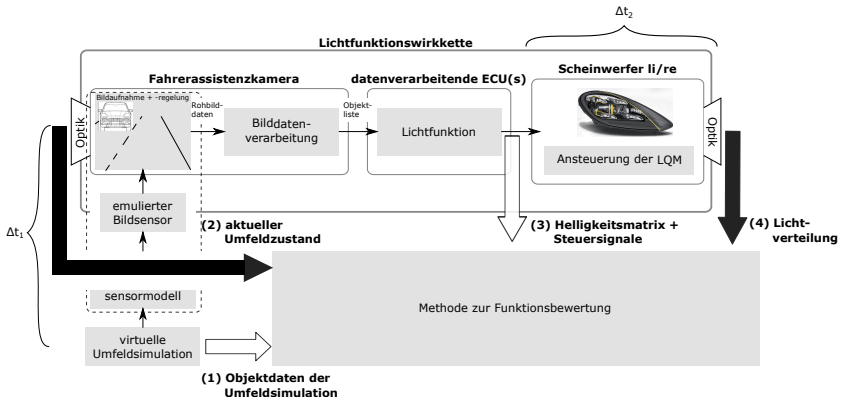 Δt2
Lichtfunktionswirkkette
Fahrerassistenzkamera
datenverarbeitende ECU(s)
Scheinwerfer li/re
Bildaufnahme + -regelung
Optik
Rohbild-
daten
Bilddaten-
verarbeitung
Objekt-
liste
Lichtfunktion
Ansteuerung der LQM
Optik
emulierter
Bildsensor
(2) aktueller
Umfeldzustand
(3) Helligkeitsmatrix +
Steuersignale
(4) Licht-
verteilung
Δt1
sensormodell
Methode zur Funktionsbewertung
virtuelle
Umfeldsimulation
(1) Objektdaten der
Umfeldsimulation